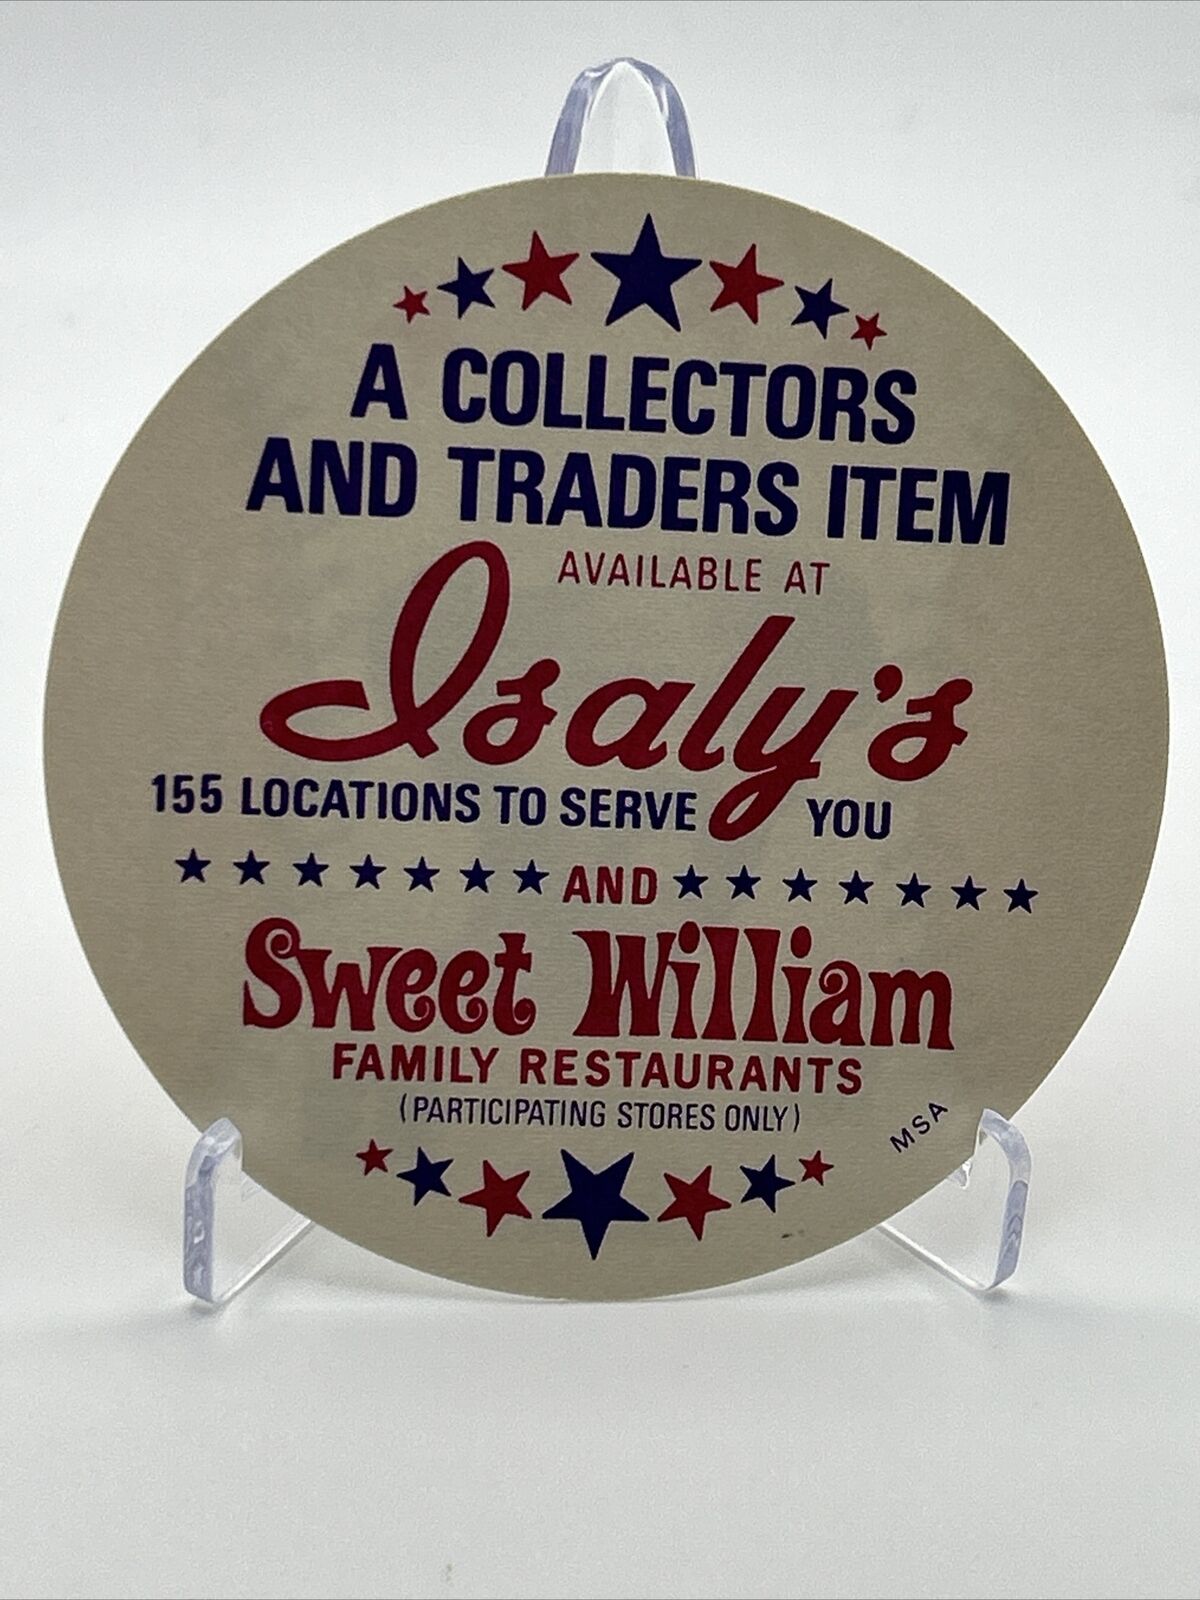 A COLLECTORS
AND TRADERS ITEM
AVAILABLE AT
Isaly's
155 LOCATIONS TO SERVE YOU
AND
Sweet William
FAMILY RESTAURANTS
(PARTICIPATING STORES ONLY)
MSA